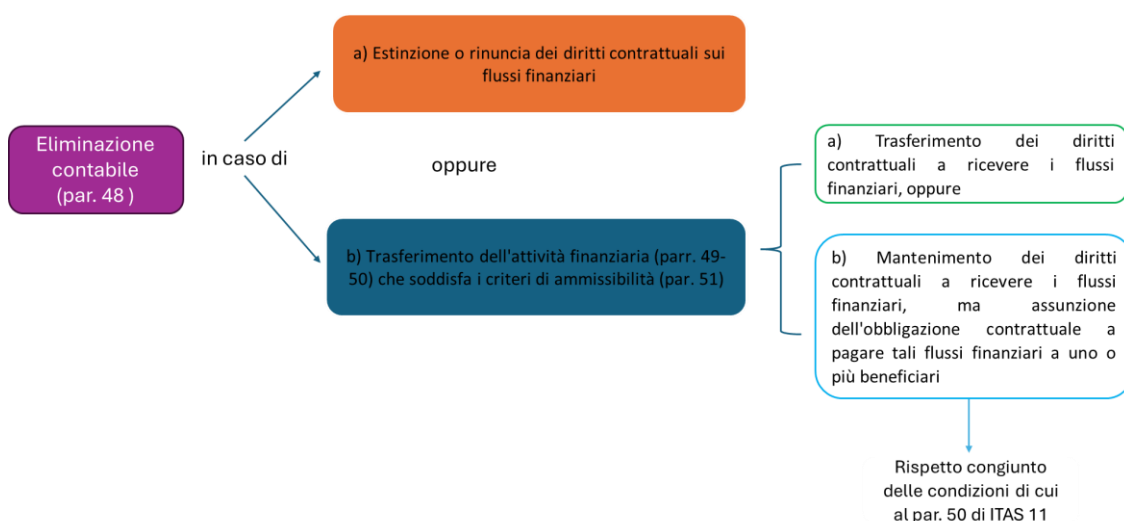 a) Estinzione o rinuncia dei diritti contrattuali sui
flussi finanziari
Eliminazione
contabile
(par. 48 )
in caso di
oppure
a) Trasferimento dei diritti
contrattuali a ricevere i flussi
finanziari, oppure
b) Trasferimento dell'attività finanziaria (parr. 49-
50) che soddisfa i criteri di ammissibilità (par. 51)
b) Mantenimento dei diritti
contrattuali a ricevere i flussi
finanziari, ma assunzione
dell'obbligazione contrattuale a
pagare tali flussi finanziari a uno o
più beneficiari
Rispetto congiunto
delle condizioni di cui
al par. 50 di ITAS 11